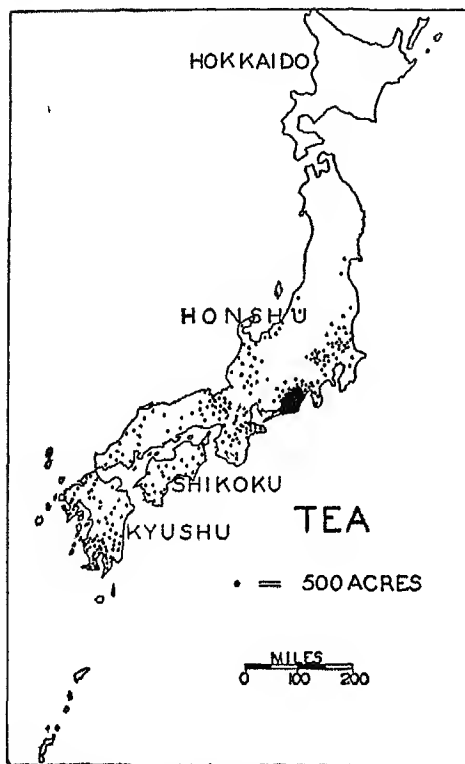 HOKKAIDO
HONSHU
SHIKOKU
KYUSHU
TEA
• = 500 ACRES
MILES
0 100 200